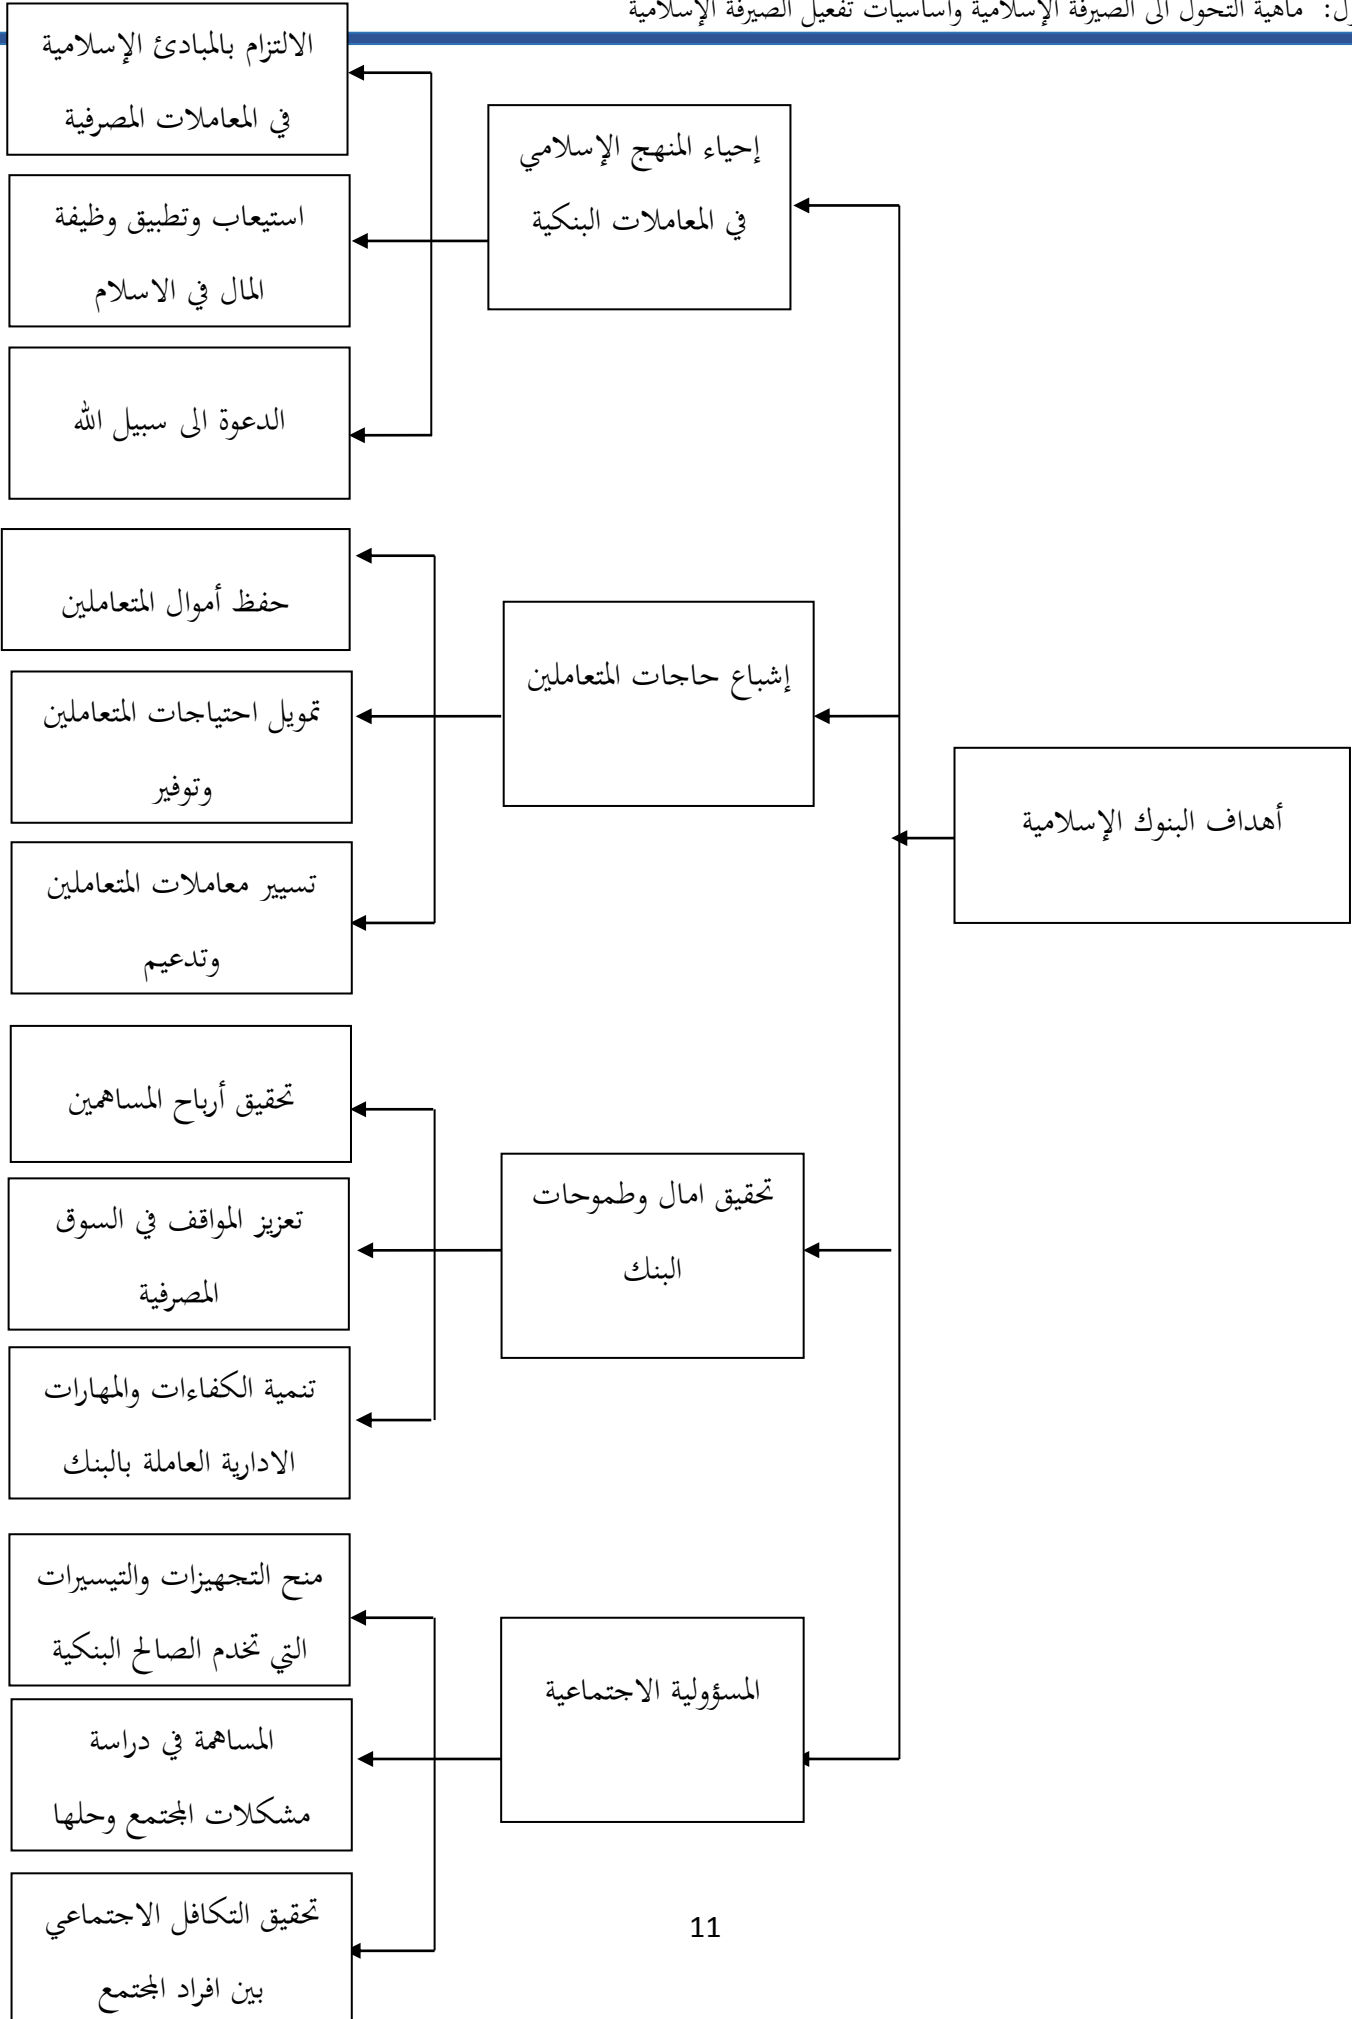 ول: ماهية التحول الى الصيرفة الإسلامية واساسيات تفعيل الصيرفة الإسلامية
أهداف البنوك الإسلامية
إحياء المنهج الإسلامي
في المعاملات البنكية
الالتزام بالمبادئ الإسلامية
في المعاملات المصرفية
استيعاب وتطبيق وظيفة
المال في الاسلام
الدعوة الى سبيل الله
إشباع حاجات المتعاملين
حفظ أموال المتعاملين
تمويل احتياجات المتعاملين
وتوفير
تسيير معاملات المتعاملين
وتدعيم
تحقيق امال وطموحات
البنك
تحقيق أرباح المساهمين
تعزيز المواقف في السوق
المصرفية
تنمية الكفاءات والمهارات
الادارية العاملة بالبنك
المسؤولية الاجتماعية
منح التجهيزات والتيسيرات
التي تخدم الصالح البنكية
المساهمة في دراسة
مشكلات المجتمع وحلها
تحقيق التكافل الاجتماعي
بين افراد المجتمع
11